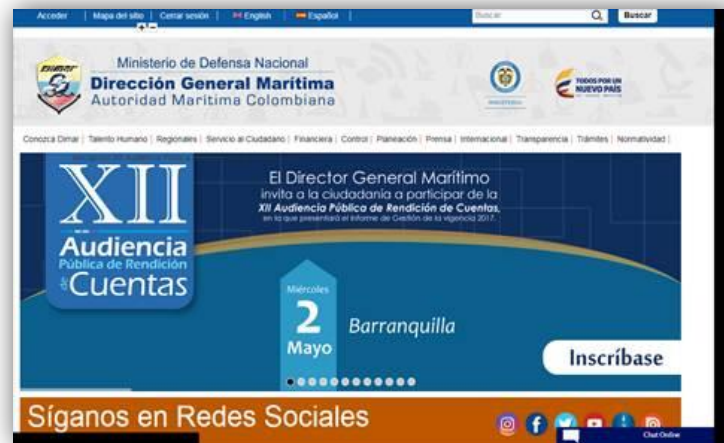 Acceder | Mapa del sitio | Cerrar sesión | English | Español |
Buscar
Buscar
Ministerio de Defensa Nacional
Dirección General Marítima
Autoridad Marítima Colombiana
TODOS POR UN
NUEVO PAÍS
Conozca Dimar | Talento Humano | Regionales | Servicio al Ciudadano | Financiera | Control | Planeación | Prensa | Internacional | Transparencia | Trámites | Normatividad |
XII
Audiencia
Pública de Rendición
de Cuentas
El Director General Marítimo
invita a la ciudadanía a participar de la
XII Audiencia Pública de Rendición de Cuentas,
en la que presentará el informe de Gestión de la vigencia 2017.
Miércoles
2
Mayo
Barranquilla
Inscríbase
Síganos en Redes Sociales
Chat Online